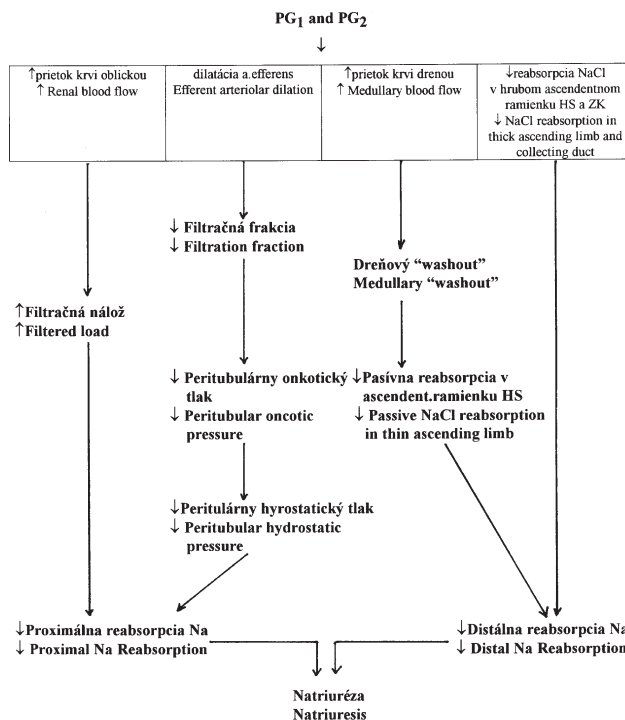 PG1 and PG2
↓
↑prietok krvi oblickou
↑ Renal blood flow
dilatácia a.efferens
Efferent arteriolar dilation
↑prietok krvi drenou
↑ Medullary blood flow
↓reabsorpcia NaCl
v hrubom ascendentnom
ramienku HS a ZK
↓ NaCl reabsorption in
thick ascending limb and
collecting duct
↓ Filtračná frakcia
↓ Filtration fraction
Dreňový “washout”
Medullary “washout”
↑Filtračná nálož
↑Filtered load
↓ Peritubulárny onkotický
tlak
↓ Peritubular oncotic
pressure
↓Pasívna reabsorpcia v
ascendent.ramienku HS
↓ Passive NaCl reabsorption
in thin ascending limb
↓Peritulárny hyrostatický tlak
↓ Peritubular hydrostatic
pressure
↓Proximálna reabsorpcia Na
↓ Proximal Na Reabsorption
↓Distálna reabsorpcia Na
↓ Distal Na Reabsorption
Natriuréza
Natriuresis